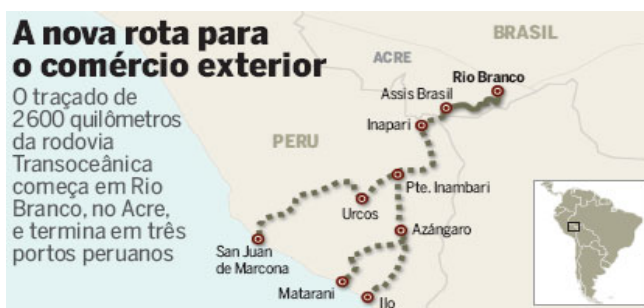 A nova rota para
o comércio exterior
O traçado de
2600 quilômetros
da rodovia
Transoceânica
começa em Rio
Branco, no Acre,
e termina em três
portos peruanos
BRASIL
ACRE
Rio Branco
Assis Brasil
Inapari
PERU
Pte. Inambari
Urcos
Azángaro
San Juan
de Marcona
Matarani
Ilo